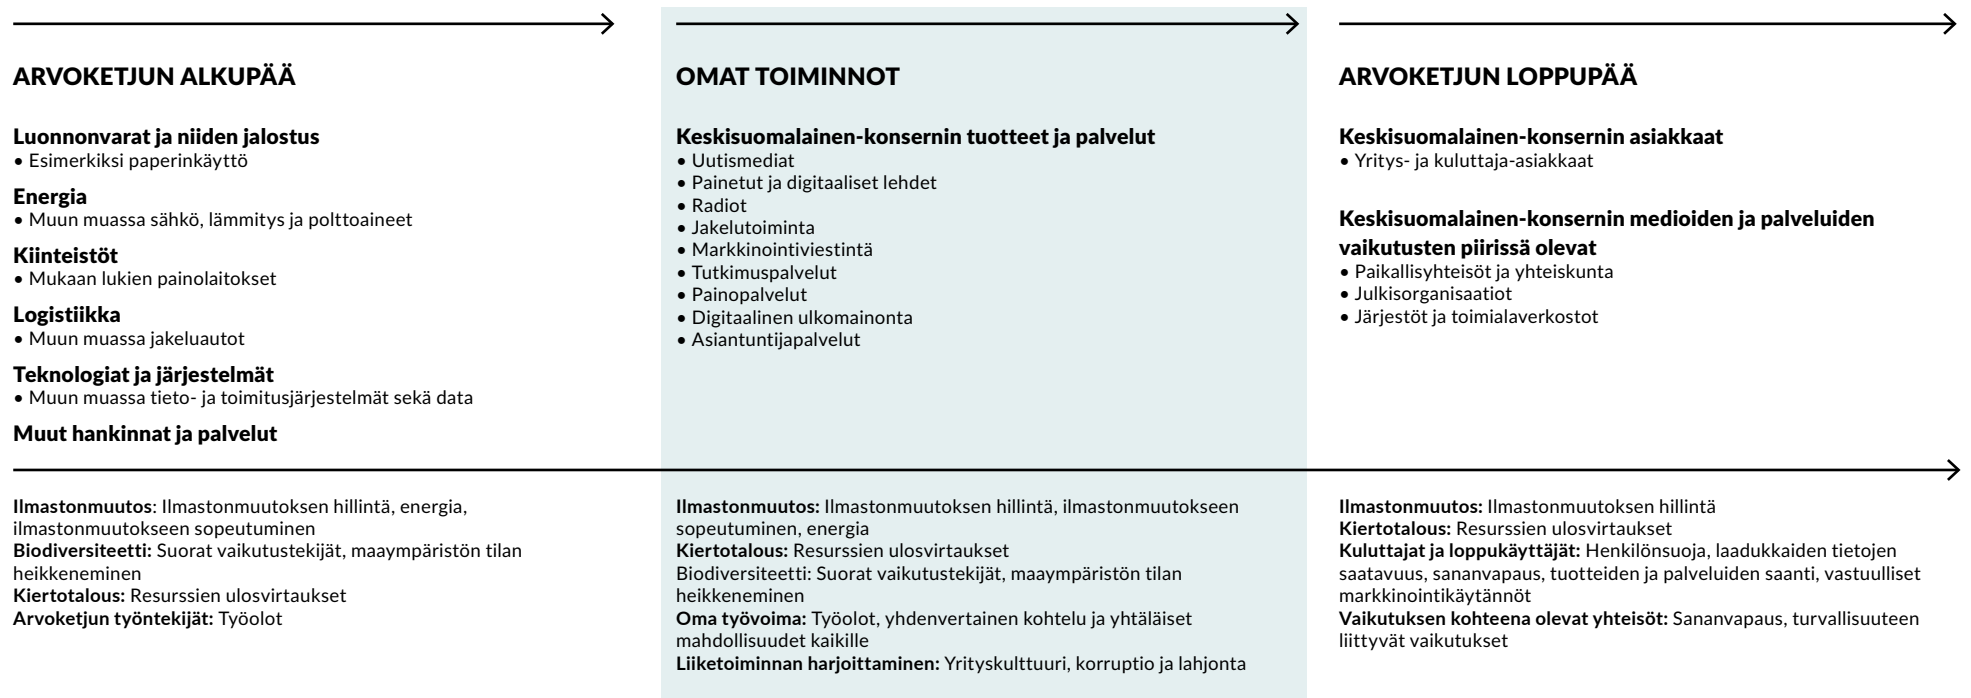 ARVOKETJUN ALKUPÄÄ
Luonnonvarat ja niiden jalostus
• Esimerkiksi paperinkäyttö
Energia
• Muun muassa sähkö, lämmitys ja polttoaineet
Kiinteistöt
• Mukaan lukien painolaitokset
Logistiikka
• Muun muassa jakeluautot
Teknologiat ja järjestelmät
• Muun muassa tieto- ja toimitusjärjestelmät sekä data
Muut hankinnat ja palvelut
OMAT TOIMINNOT
Keskisuomalainen-konsernin tuotteet ja palvelut
• Uutismediat
• Painetut ja digitaaliset lehdet
• Radiot
• Jakelutoiminta
• Markkinointiviestintä
• Tutkimuspalvelut
• Painopalvelut
• Digitaalinen ulkomainonta
• Asiantuntijapalvelut
ARVOKETJUN LOPPUPÄÄ
Keskisuomalainen-konsernin asiakkaat
• Yritys- ja kuluttaja-asiakkaat
Keskisuomalainen-konsernin medioiden ja palveluiden
vaikutusten piirissä olevat
• Paikallisyhteisöt ja yhteiskunta
• Julkisorganisaatiot
• Järjestöt ja toimialaverkostot
Ilmastonmuutos: Ilmastonmuutoksen hillintä, energia,
ilmastonmuutokseen sopeutuminen
Biodiversiteetti: Suorat vaikutustekijät, maaympäristön tilan
heikkeneminen
Kiertotalous: Resurssien ulosvirtaukset
Arvoketjun työntekijät: Työolot
Ilmastonmuutos: Ilmastonmuutoksen hillintä, ilmastonmuutokseen
sopeutuminen, energia
Kiertotalous: Resurssien ulosvirtaukset
Biodiversiteetti: Suorat vaikutustekijät, maaympäristön tilan
heikkeneminen
Oma työvoima: Työolot, yhdenvertainen kohtelu ja yhtäläiset
mahdollisuudet kaikille
Liiketoiminnan harjoittaminen: Yrityskulttuuri, korruptio ja lahjonta
Ilmastonmuutos: Ilmastonmuutoksen hillintä
Kiertotalous: Resurssien ulosvirtaukset
Kuluttajat ja loppukäyttäjät: Henkilönsuoja, laadukkaiden tietojen
saatavuus, sananvapaus, tuotteiden ja palveluiden saanti, vastuulliset
markkinointikäytännöt
Vaikutuksen kohteena olevat yhteisöt: Sananvapaus, turvallisuuteen
liittyvät vaikutukset